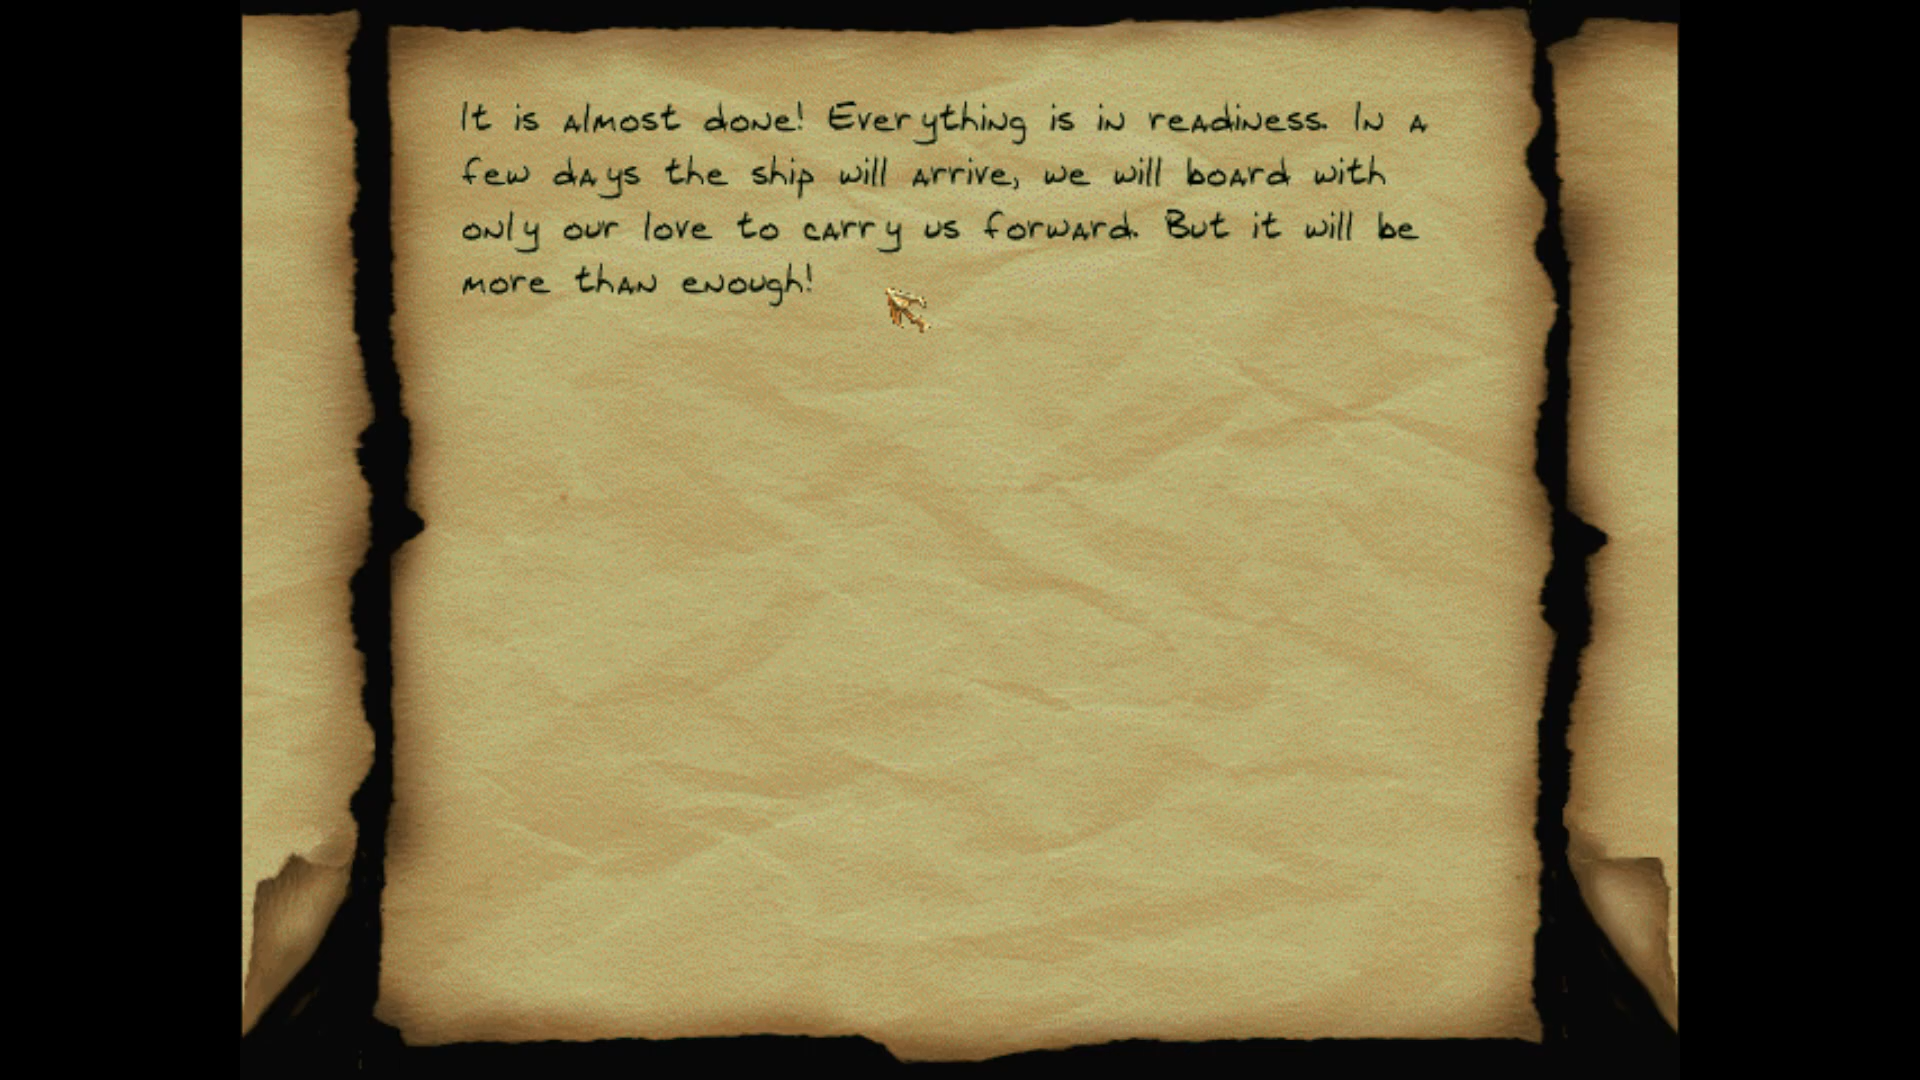 It is almost done! Everything is in readiness. In a
few days the ship will arrive, we will board with
only our love to carry us forward. But it will be
more than enough!